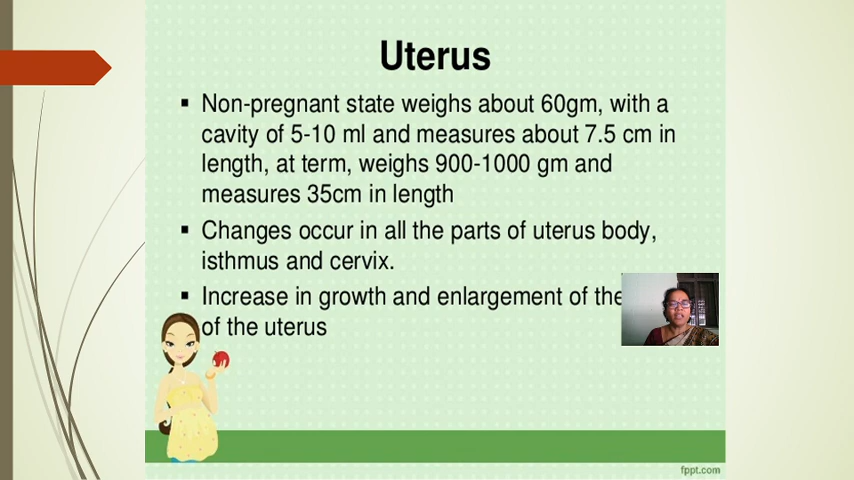 Uterus
▪ Non-pregnant state weighs about 60gm, with a
cavity of 5-10 ml and measures about 7.5 cm in
length, at term, weighs 900-1000 gm and
measures 35cm in length
▪ Changes occur in all the parts of uterus body,
isthmus and cervix.
▪ Increase in growth and enlargement of the
of the uterus
fppt.com